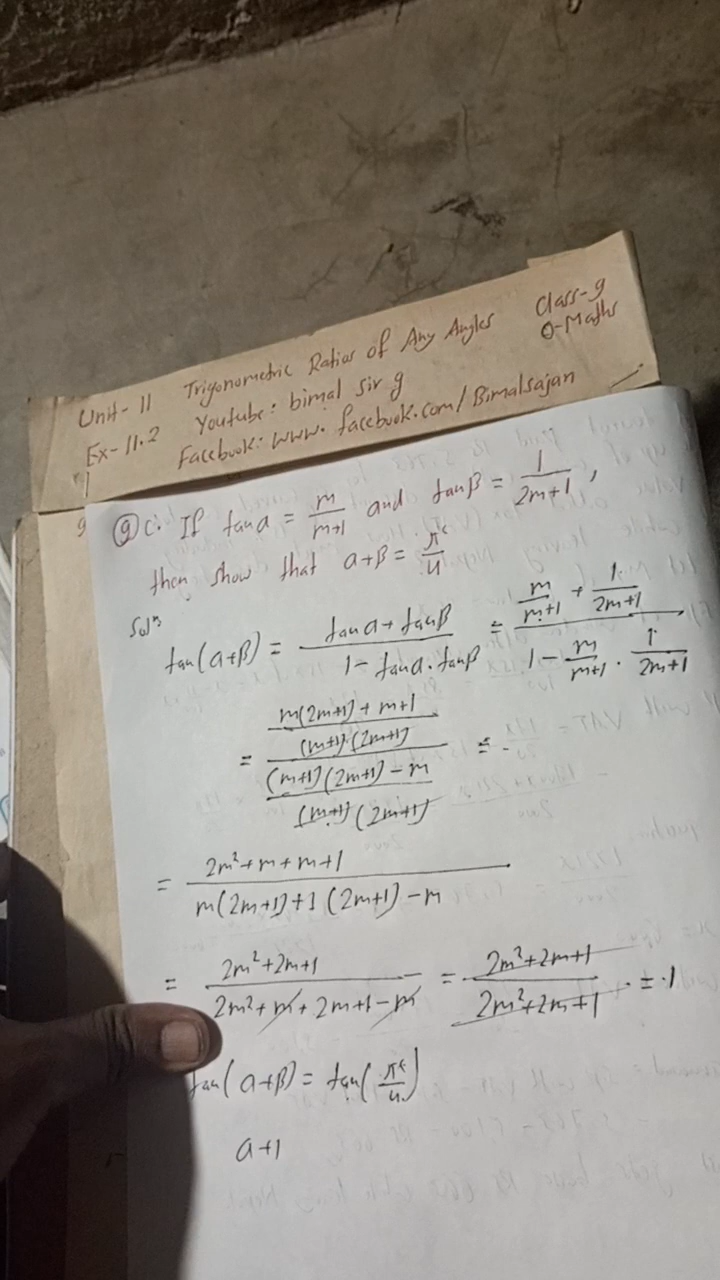 Unit-11 Trigonometric Ratios of Any Angles Class-9
Ex-11.2 Youtube: bimal sir g O-Maths
Facebook: www.facebook.com/Bimalsajan
9 c. If tan α = m/(m+1) and tan β = 1/(2m+1),
then show that α+β = π^c/4
Solⁿ
tan(α+β) = (tan α + tan β)/(1 - tan α . tan β) = (m/(m+1) + 1/(2m+1))/(1 - m/(m+1) . 1/(2m+1))
= ((m(2m+1) + m+1)/((m+1).(2m+1)))/(((m+1)(2m+1) - m)/((m+1)(2m+1))) =
= (2m²+m+m+1)/(m(2m+1)+1(2m+1)-m)
= (2m²+2m+1)/(2m²+m+2m+1-m) = (2m²+2m+1)/(2m²+2m+1) . = 1
tan(α+β) = tan(π^c/4)
α+1